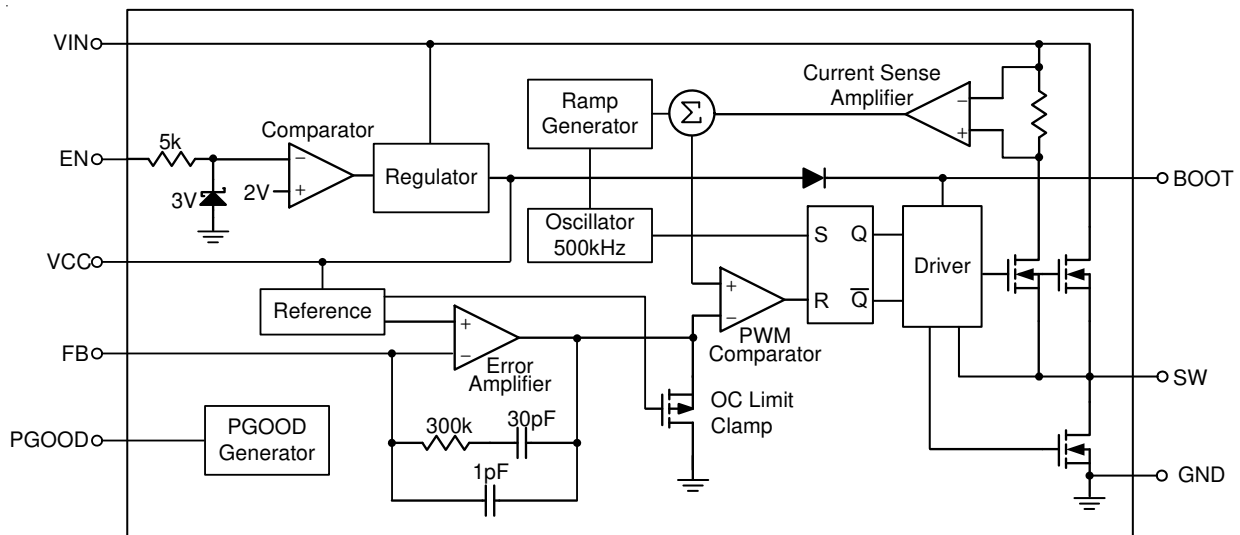 VIN
Current Sense
Amplifier
−
+
Ramp
Generator
Σ
Comparator
5k
EN
−
+
Regulator
3V
2V
BOOT
Oscillator
500kHz
S
Q
R
Q̅
Driver
VCC
Reference
+
−
PWM
Comparator
+
−
Error
Amplifier
FB
SW
OC Limit
Clamp
300k
30pF
1pF
PGOOD
PGOOD
Generator
GND